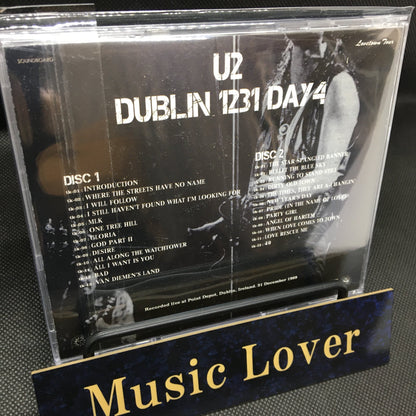 SOUNDBOARD
Lovetown Tour
U2
DUBLIN 1231 DAY4
DISC 1
INTRODUCTION
WHERE THE STREETS HAVE NO NAME
I WILL FOLLOW
I STILL HAVEN'T FOUND WHAT I'M LOOKING FOR
MLK
ONE TREE HILL
GLORIA
GOD PART II
DESIRE
ALL ALONG THE WATCHTOWER
ALL I WANT IS YOU
BAD
VAN DIEMEN'S LAND
DISC 2
THE STAR SPANGLED BANNER
BULLET THE BLUE SKY
RUNNING TO STAND STILL
DIRTY OLD TOWN
THE TIMES, THEY ARE A-CHANGIN'
NEW YEAR'S DAY
PRIDE (IN THE NAME OF LOVE)
PARTY GIRL
ANGEL OF HARLEM
WHEN LOVE COMES TO TOWN
LOVE RESCUE ME
40
Recorded live at Point Depot, Dublin, Ireland. 31 December 1989
Music Lover